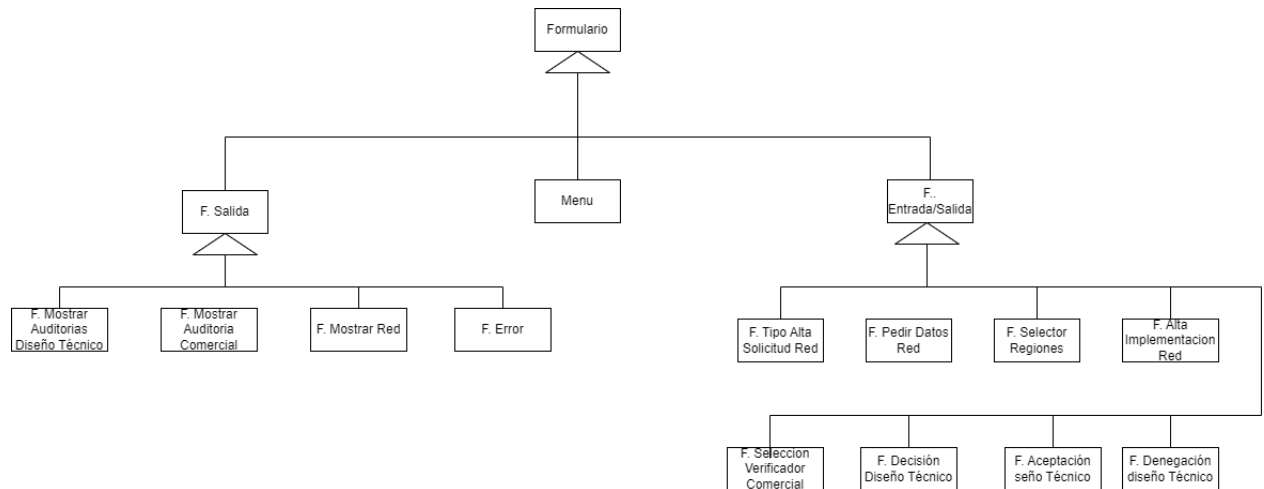 Formulario
F. Salida
Menu
F..
Entrada/Salida
F. Mostrar
Auditorias
Diseño Técnico
F. Mostrar
Auditoria
Comercial
F. Mostrar Red
F. Error
F. Tipo Alta
Solicitud Red
F. Pedir Datos
Red
F. Selector
Regiones
F. Alta
Implementacion
Red
F. Seleccion
Verificador
Comercial
F. Decisión
Diseño Técnico
F. Aceptación
seño Técnico
F. Denegación
diseño Técnico